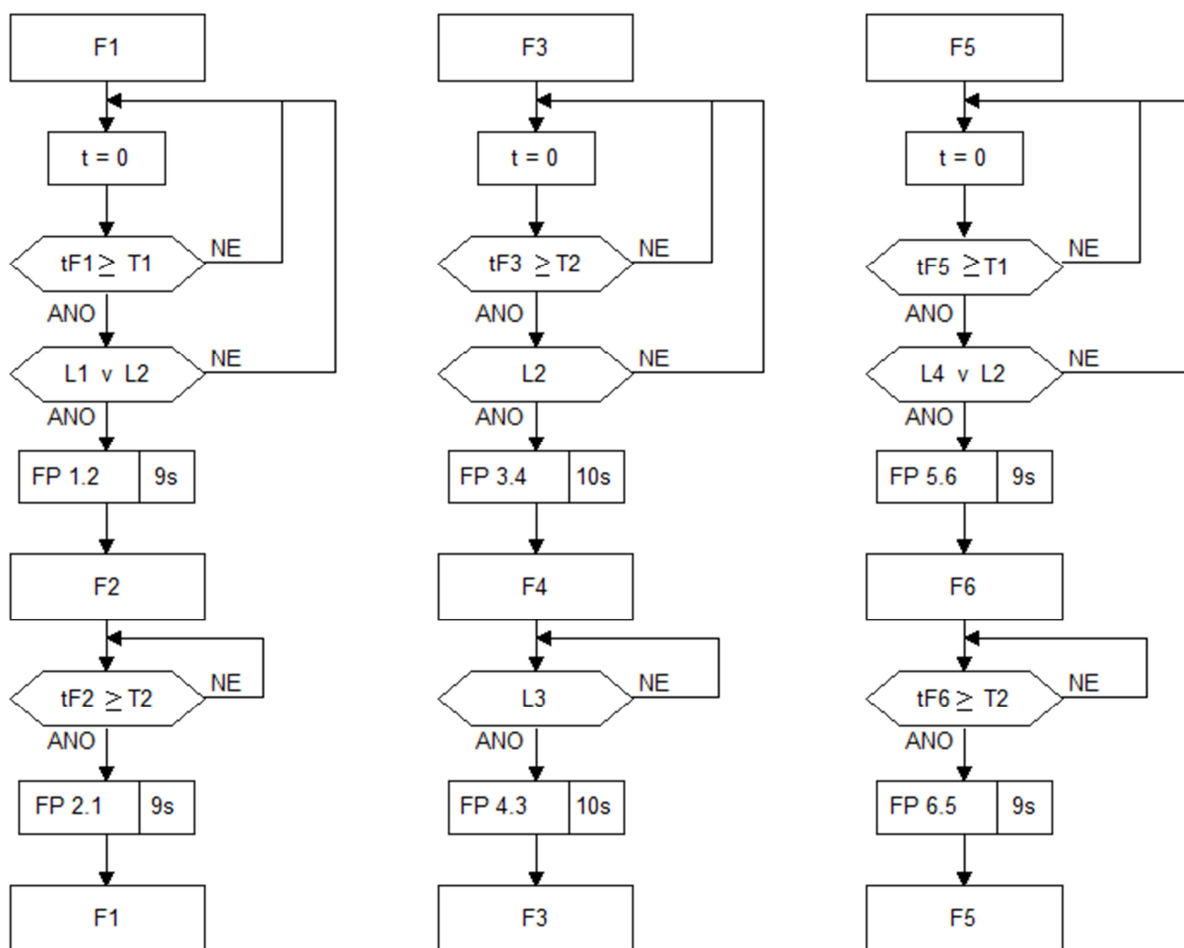 F1
t = 0
tF1 ≥ T1
NE
ANO
L1 v L2
NE
ANO
FP 1.2
9s
F2
tF2 ≥ T2
NE
ANO
FP 2.1
9s
F1
F3
t = 0
tF3 ≥ T2
NE
ANO
L2
NE
ANO
FP 3.4
10s
F4
L3
NE
ANO
FP 4.3
10s
F3
F5
t = 0
tF5 ≥ T1
NE
ANO
L4 v L2
NE
ANO
FP 5.6
9s
F6
tF6 ≥ T2
NE
ANO
FP 6.5
9s
F5